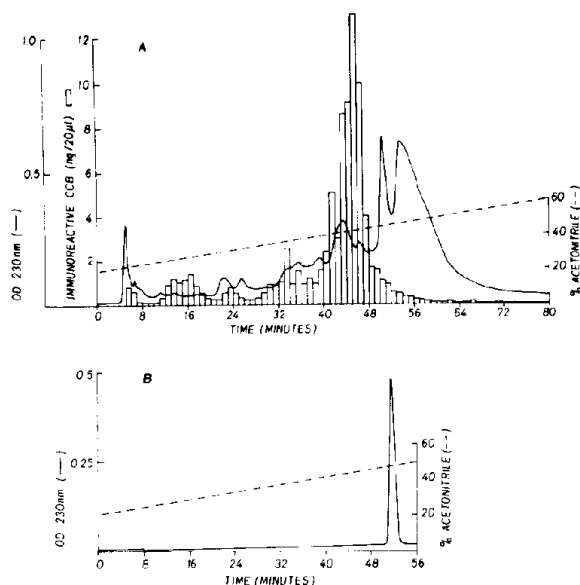 A
1.0
0.5
0
OD 230nm (—)
12
10
8
6
4
2
IMMUNOREACTIVE CCB (ng/20µl)
60
40
20
% ACETONITRILE (--)
0 8 16 24 32 40 48 56 64 72 80
TIME (MINUTES)
B
0.5
0.25
0
OD 230nm (—)
60
40
20
% ACETONITRILE (--)
0 8 16 24 32 40 48 56
TIME (MINUTES)